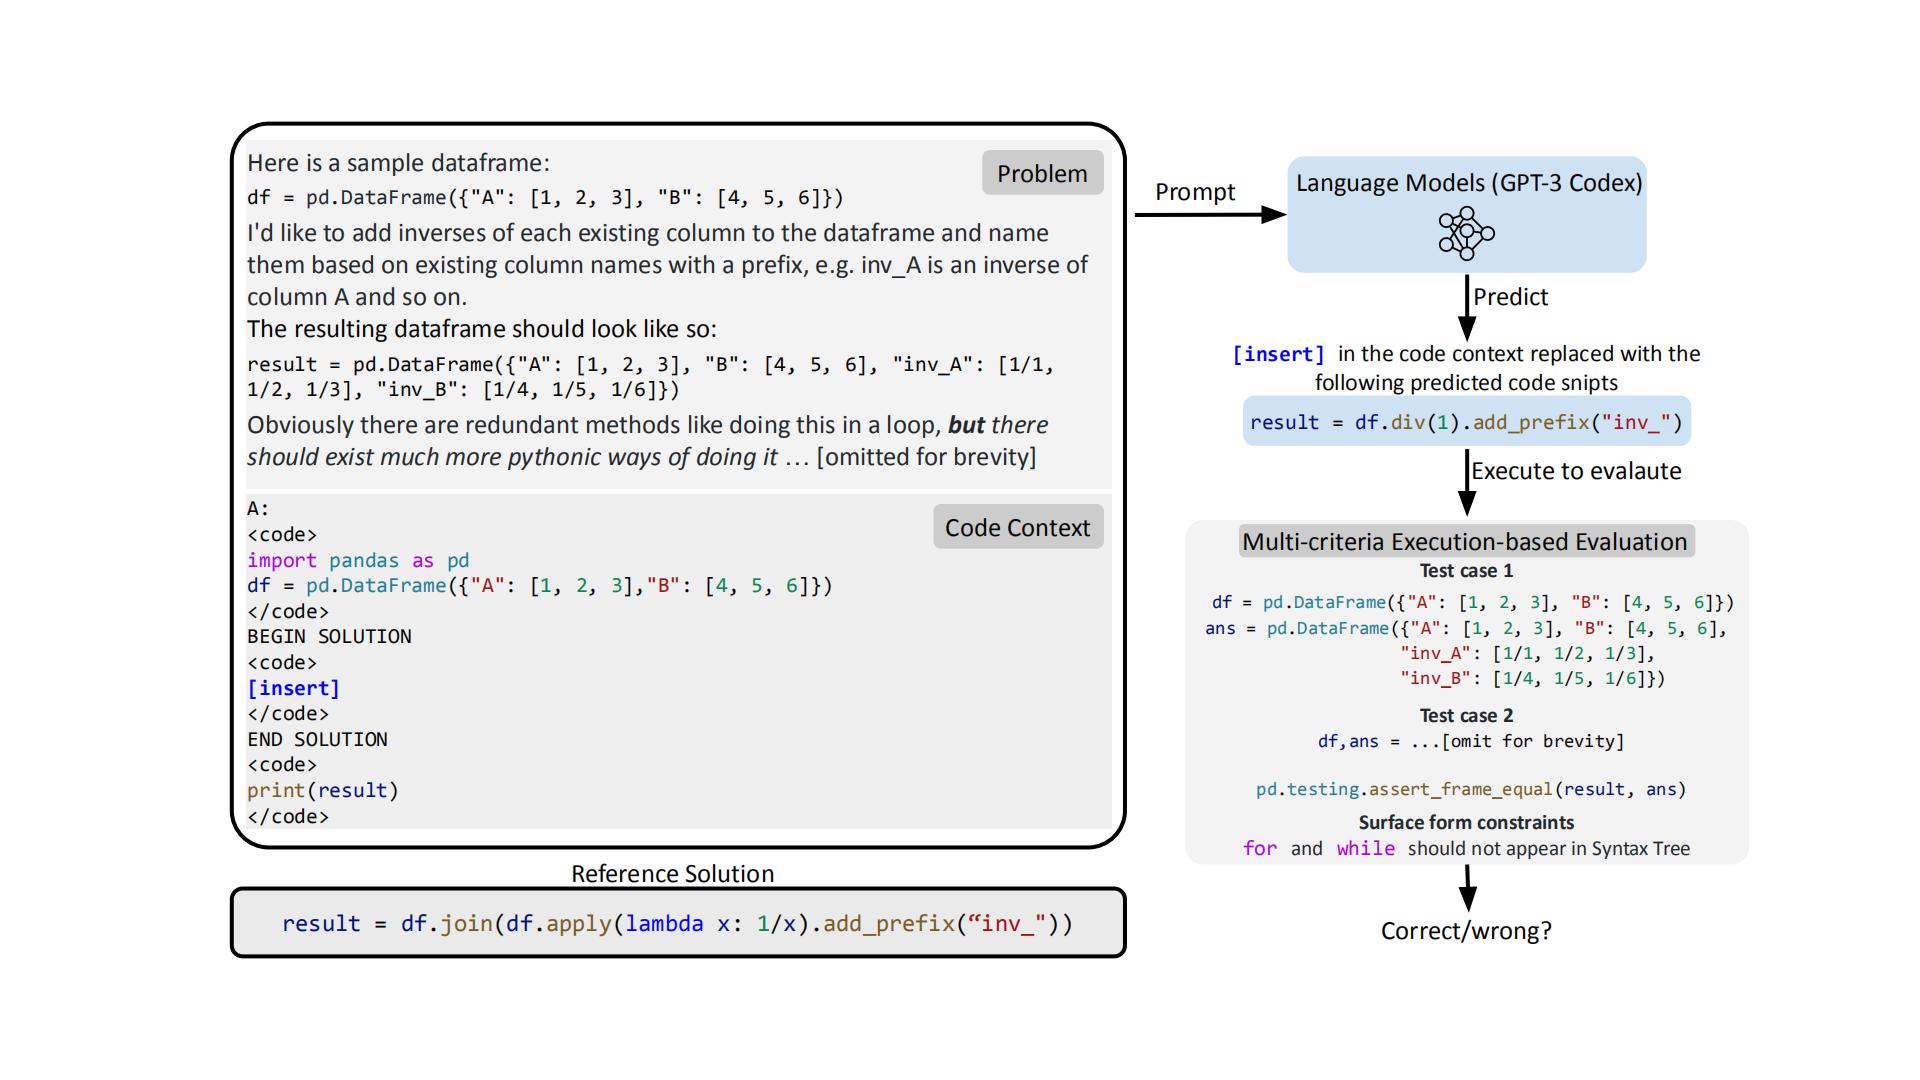 Here is a sample dataframe:
Problem
df = pd.DataFrame({"A": [1, 2, 3], "B": [4, 5, 6]})
I'd like to add inverses of each existing column to the dataframe and name
them based on existing column names with a prefix, e.g. inv_A is an inverse of
column A and so on.
The resulting dataframe should look like so:
result = pd.DataFrame({"A": [1, 2, 3], "B": [4, 5, 6], "inv_A": [1/1,
1/2, 1/3], "inv_B": [1/4, 1/5, 1/6]})
Obviously there are redundant methods like doing this in a loop, but there
should exist much more pythonic ways of doing it … [omitted for brevity]
A:
Code Context
<code>
import pandas as pd
df = pd.DataFrame({"A": [1, 2, 3],"B": [4, 5, 6]})
</code>
BEGIN SOLUTION
<code>
[insert]
</code>
END SOLUTION
<code>
print(result)
</code>
Reference Solution
result = df.join(df.apply(lambda x: 1/x).add_prefix(“inv_"))
Prompt
Language Models (GPT-3 Codex)
Predict
[insert] in the code context replaced with the
following predicted code snipts
result = df.div(1).add_prefix("inv_")
Execute to evalaute
Multi-criteria Execution-based Evaluation
Test case 1
df = pd.DataFrame({"A": [1, 2, 3], "B": [4, 5, 6]})
ans = pd.DataFrame({"A": [1, 2, 3], "B": [4, 5, 6],
"inv_A": [1/1, 1/2, 1/3],
"inv_B": [1/4, 1/5, 1/6]})
Test case 2
df,ans = ...[omit for brevity]
pd.testing.assert_frame_equal(result, ans)
Surface form constraints
for and while should not appear in Syntax Tree
Correct/wrong?